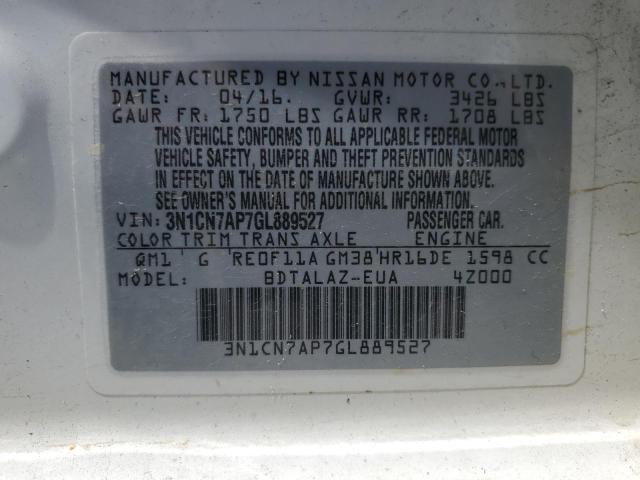 MANUFACTURED BY NISSAN MOTOR CO., LTD.
DATE: 04/16. GVWR: 3426 LBS
GAWR FR: 1750 LBS GAWR RR: 1708 LBS
THIS VEHICLE CONFORMS TO ALL APPLICABLE FEDERAL MOTOR
VEHICLE SAFETY, BUMPER AND THEFT PREVENTION STANDARDS
IN EFFECT ON THE DATE OF MANUFACTURE SHOWN ABOVE.
SEE OWNER'S MANUAL FOR ADDITIONAL INFORMATION.
VIN: 3N1CN7AP7GL889527 PASSENGER CAR.
COLOR TRIM TRANS AXLE ENGINE
QM1 G RE0F11A GM38 HR16DE 1598 CC
MODEL: BDTALAZ-EUA 4Z000
3N1CN7AP7GL889527